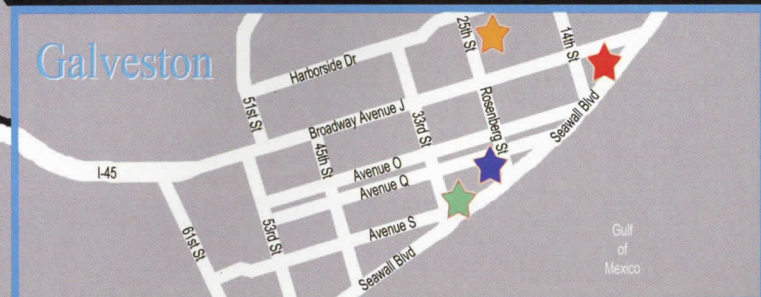 Galveston
Harborside Dr
25th St
14th St
51st St
Broadway Avenue J
33rd St
Rosenberg St
Seawall Blvd
45th St
Avenue O
Avenue Q
I-45
61st St
53rd St
Avenue S
Seawall Blvd
Gulf
of
Mexico